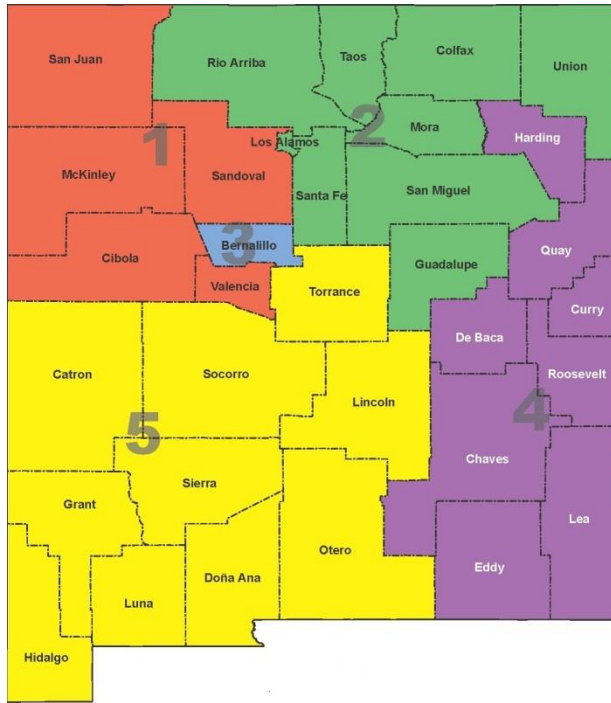 San Juan
Rio Arriba
Taos
Colfax
Union
1
2
Mora
Harding
Los Alamos
McKinley
Sandoval
Santa Fe
San Miguel
3
Bernalillo
Cibola
Quay
Guadalupe
Valencia
Torrance
Curry
De Baca
Catron
Socorro
Roosevelt
Lincoln
4
5
Chaves
Sierra
Grant
Lea
Otero
Eddy
Doña Ana
Luna
Hidalgo